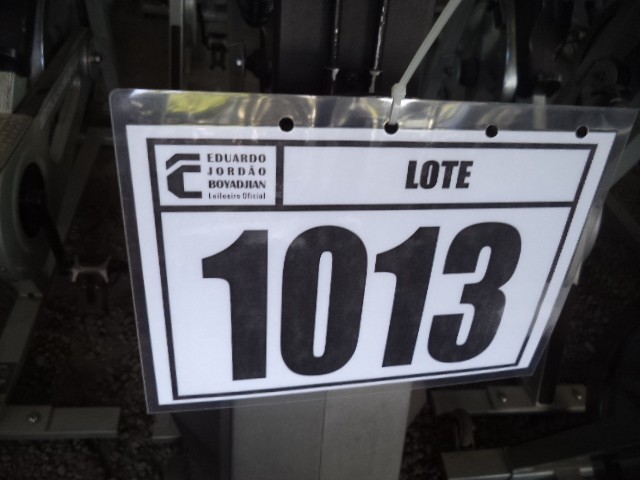 EDUARDO
JORDÃO
BOYADJIAN
Leiloeiro Oficial
LOTE
1013